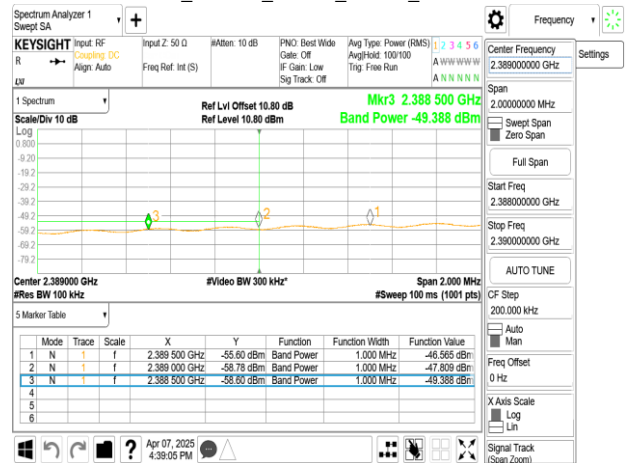 Spectrum Analyzer 1
Swept SA
Frequency
KEYSIGHT
R
Input: RF
Coupling: DC
Align: Auto
Input Z: 50 Ω
Freq Ref: Int (S)
#Atten: 10 dB
PNO: Best Wide
Gate: Off
IF Gain: Low
Sig Track: Off
Avg Type: Power (RMS)
Avg|Hold: 100/100
Trig: Free Run
1 2 3 4 5 6
A W W W W W
A N N N N N
LXI
Center Frequency
2.389000000 GHz
Settings
Span
2.00000000 MHz
Swept Span
Zero Span
Full Span
Start Freq
2.388000000 GHz
Stop Freq
2.390000000 GHz
AUTO TUNE
CF Step
200.000 kHz
Auto
Man
Freq Offset
0 Hz
X Axis Scale
Log
Lin
Signal Track
(Span Zoom)
1 Spectrum
Scale/Div 10 dB
Log
Ref Lvl Offset 10.80 dB
Ref Level 10.80 dBm
Mkr3 2.388 500 GHz
Band Power -49.388 dBm
0.800
-9.20
-19.2
-29.2
-39.2
-49.2
-59.2
-69.2
-79.2
3
2
1
Center 2.389000 GHz
#Video BW 300 kHz*
Span 2.000 MHz
#Res BW 100 kHz
#Sweep 100 ms (1001 pts)
5 Marker Table
Mode Trace Scale X Y Function Function Width Function Value
1 N 1 f 2.389 500 GHz -55.60 dBm Band Power 1.000 MHz -46.565 dBm
2 N 1 f 2.389 000 GHz -58.78 dBm Band Power 1.000 MHz -47.809 dBm
3 N 1 f 2.388 500 GHz -58.60 dBm Band Power 1.000 MHz -49.388 dBm
4
5
6
?
Apr 07, 2025
4:39:05 PM